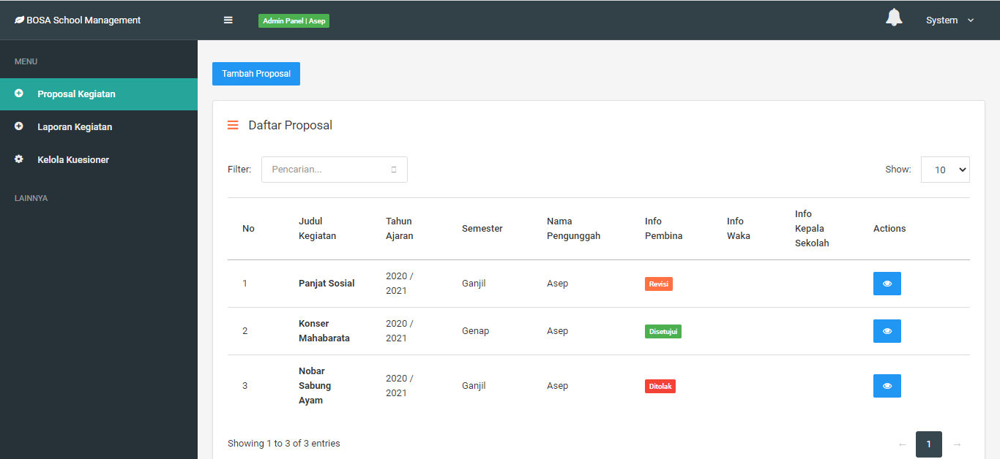 BOSA School Management
Admin Panel | Asep
System
MENU
Proposal Kegiatan
Laporan Kegiatan
Kelola Kuesioner
LAINNYA
Tambah Proposal
Daftar Proposal
Filter:
Pencarian...
Show:
10
No
Judul
Kegiatan
Tahun
Ajaran
Semester
Nama
Pengunggah
Info
Pembina
Info
Waka
Info
Kepala
Sekolah
Actions
1
Panjat Sosial
2020 /
2021
Ganjil
Asep
Revisi
2
Konser
Mahabarata
2020 /
2021
Genap
Asep
Disetujui
3
Nobar
Sabung
Ayam
2020 /
2021
Ganjil
Asep
Ditolak
Showing 1 to 3 of 3 entries
← 1 →